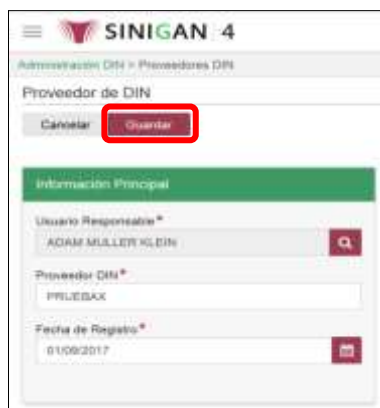 SINIGAN 4
Administración DIN > Proveedores DIN
Proveedor de DIN
Cancelar Guardar
Información Principal
Usuario Responsable *
ADAM MULLER KLEIN
Proveedor DIN *
PRUEBAX
Fecha de Registro *
01/09/2017